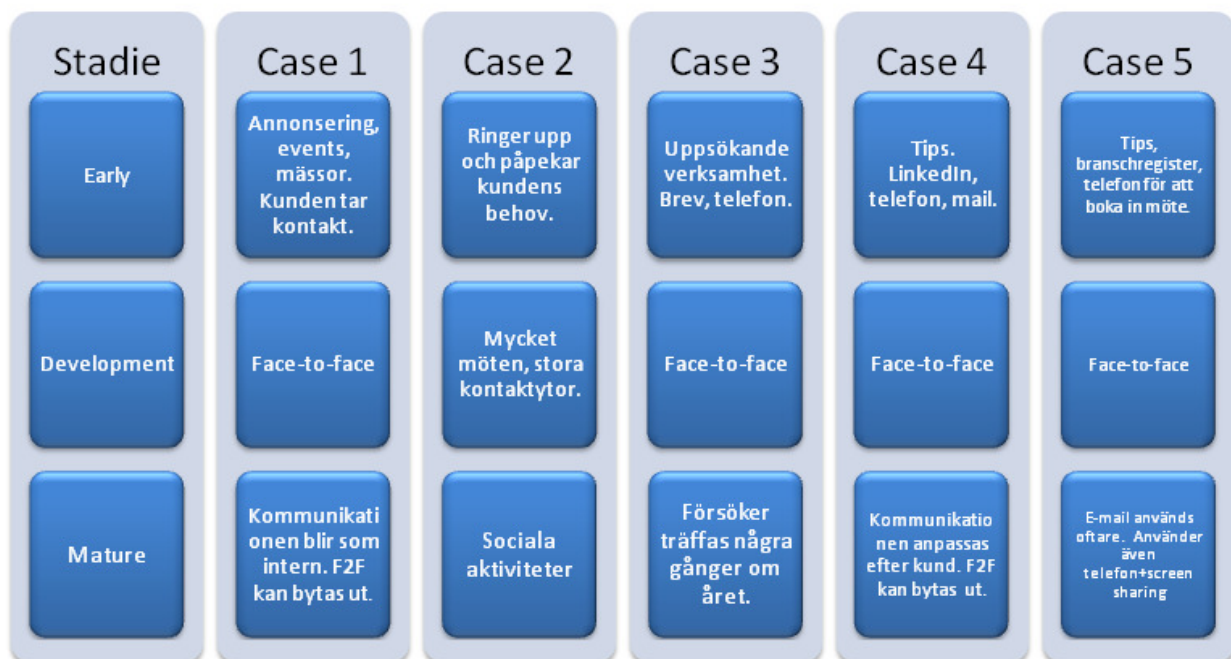 Stadie
Early
Development
Mature
Case 1
Annonsering,
events,
mässor.
Kunden tar
kontakt.
Face-to-face
Kommunikati
onen blir som
intern. F2F
kan bytas ut.
Case 2
Ringer upp
och påpekar
kundens
behov.
Mycket
möten, stora
kontaktytor.
Sociala
aktiviteter
Case 3
Uppsökande
verksamhet.
Brev, telefon.
Face-to-face
Försöker
träffas några
gånger om
året.
Case 4
Tips.
LinkedIn,
telefon, mail.
Face-to-face
Kommunikatio
nen anpassas
efter kund. F2F
kan bytas ut.
Case 5
Tips,
branschregister,
telefon för att
boka in möte.
Face-to-face
E-mail används
oftare. Använder
även
telefon+screen
sharing